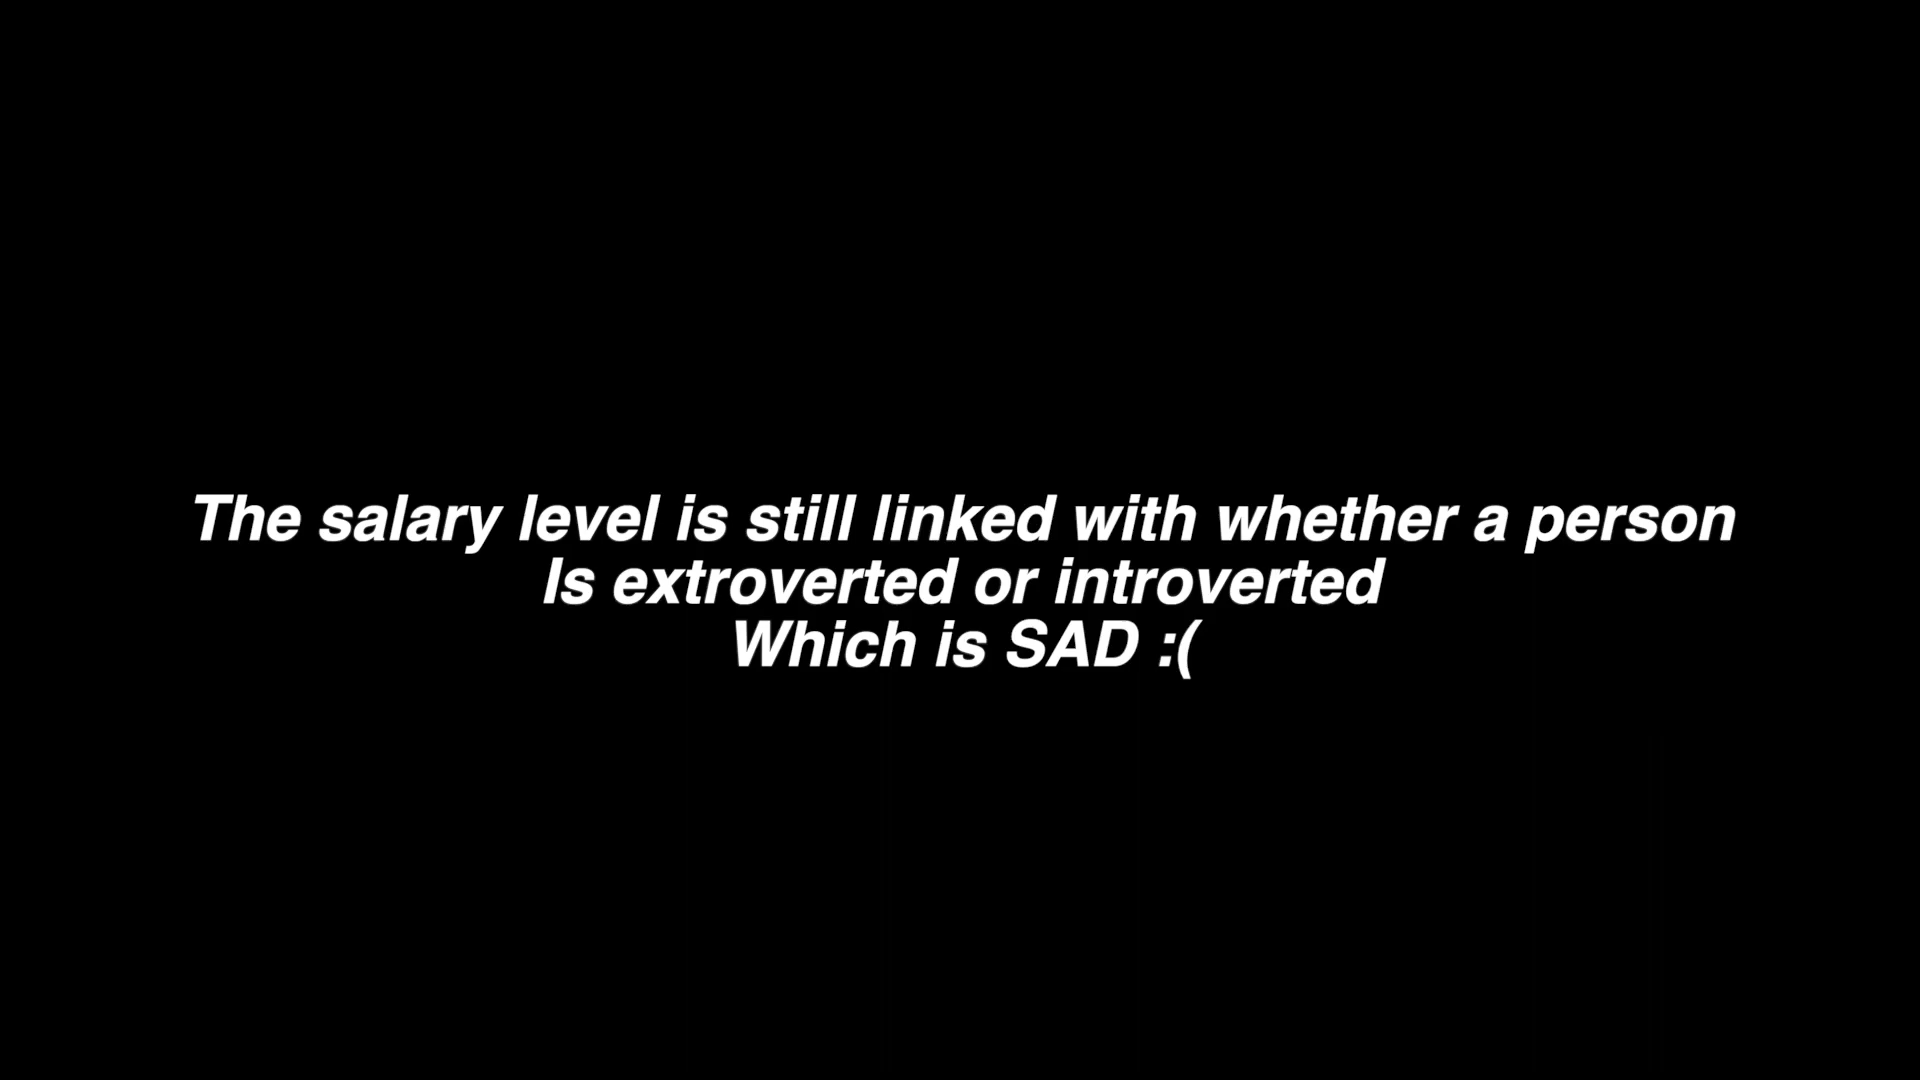 The salary level is still linked with whether a person
Is extroverted or introverted
Which is SAD :(